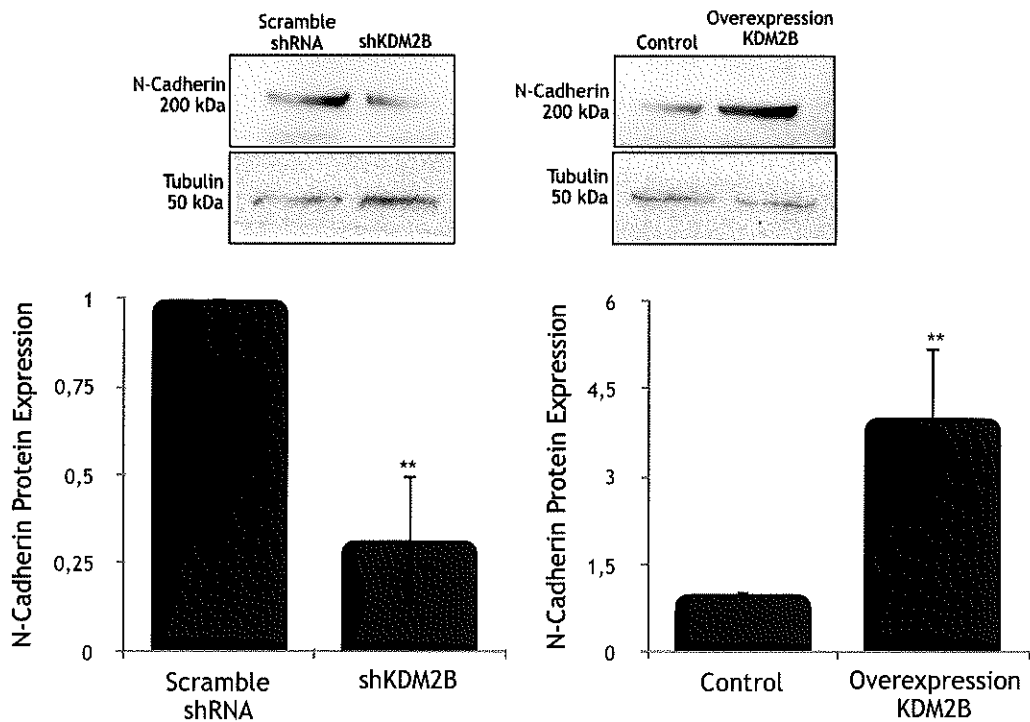 Scramble
shRNA
shKDM2B
N-Cadherin
200 kDa
Tubulin
50 kDa
Control
Overexpression
KDM2B
N-Cadherin
200 kDa
Tubulin
50 kDa
N-Cadherin Protein Expression
1
0,75
0,5
0,25
0
**
Scramble
shRNA
shKDM2B
N-Cadherin Protein Expression
6
4,5
3
1,5
0
**
Control
Overexpression
KDM2B